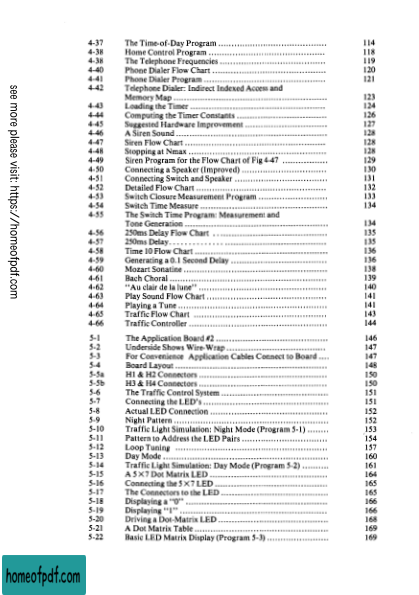 4-37 The Time-of-Day Program 114
4-38 Home Control Program 118
4-38 The Telephone Frequencies 119
4-40 Phone Dialer Flow Chart 120
4-41 Phone Dialer Program 121
4-42 Telephone Dialer: Indirect Indexed Access and
Memory Map 123
4-43 Loading the Timer 124
4-44 Computing the Timer Constants 126
4-45 Suggested Hardware Improvement 127
4-46 A Siren Sound 128
4-47 Siren Flow Chart 128
4-48 Stopping at Nmax 128
4-49 Siren Program for the Flow Chart of Fig 4-47 129
4-50 Connecting a Speaker (Improved) 130
4-51 Connecting Switch and Speaker 131
4-52 Detailed Flow Chart 132
4-53 Switch Closure Measurement Program 133
4-54 Switch Time Measure 134
4-55 The Switch Time Program: Measurement and
Tone Generation 134
4-56 250ms Delay Flow Chart 135
4-57 250ms Delay 135
4-58 Time 10 Flow Chart 136
4-59 Generating a 0.1 Second Delay 136
4-60 Mozart Sonatine 138
4-61 Bach Choral 139
4-62 "Au clair de la lune" 140
4-63 Play Sound Flow Chart 141
4-64 Playing a Tune 141
4-65 Traffic Flow Chart 143
4-66 Traffic Controller 144
5-1 The Application Board #2 146
5-2 Underside Shows Wire-Wrap 147
5-3 For Convenience Application Cables Connect to Board 147
5-4 Board Layout 148
5-5a H1 & H2 Connectors 150
5-5b H3 & H4 Connectors 150
5-6 The Traffic Control System 151
5-7 Connecting the LED's 151
5-8 Actual LED Connection 152
5-9 Night Pattern 152
5-10 Traffic Light Simulation: Night Mode (Program 5-1) 153
5-11 Pattern to Address the LED Pairs 154
5-12 Loop Tuning 157
5-13 Day Mode 160
5-14 Traffic Light Simulation: Day Mode (Program 5-2) 161
5-15 A 5 X 7 Dot Matrix LED 164
5-16 Connecting the 5 X 7 LED 165
5-17 The Connectors to the LED 165
5-18 Displaying a "0" 166
5-19 Displaying "1" 166
5-20 Driving a Dot-Matrix LED 168
5-21 A Dot Matrix Table 169
5-22 Basic LED Matrix Display (Program 5-3) 169
see more please visit: https://homeofpdf.com
homeofpdf.com